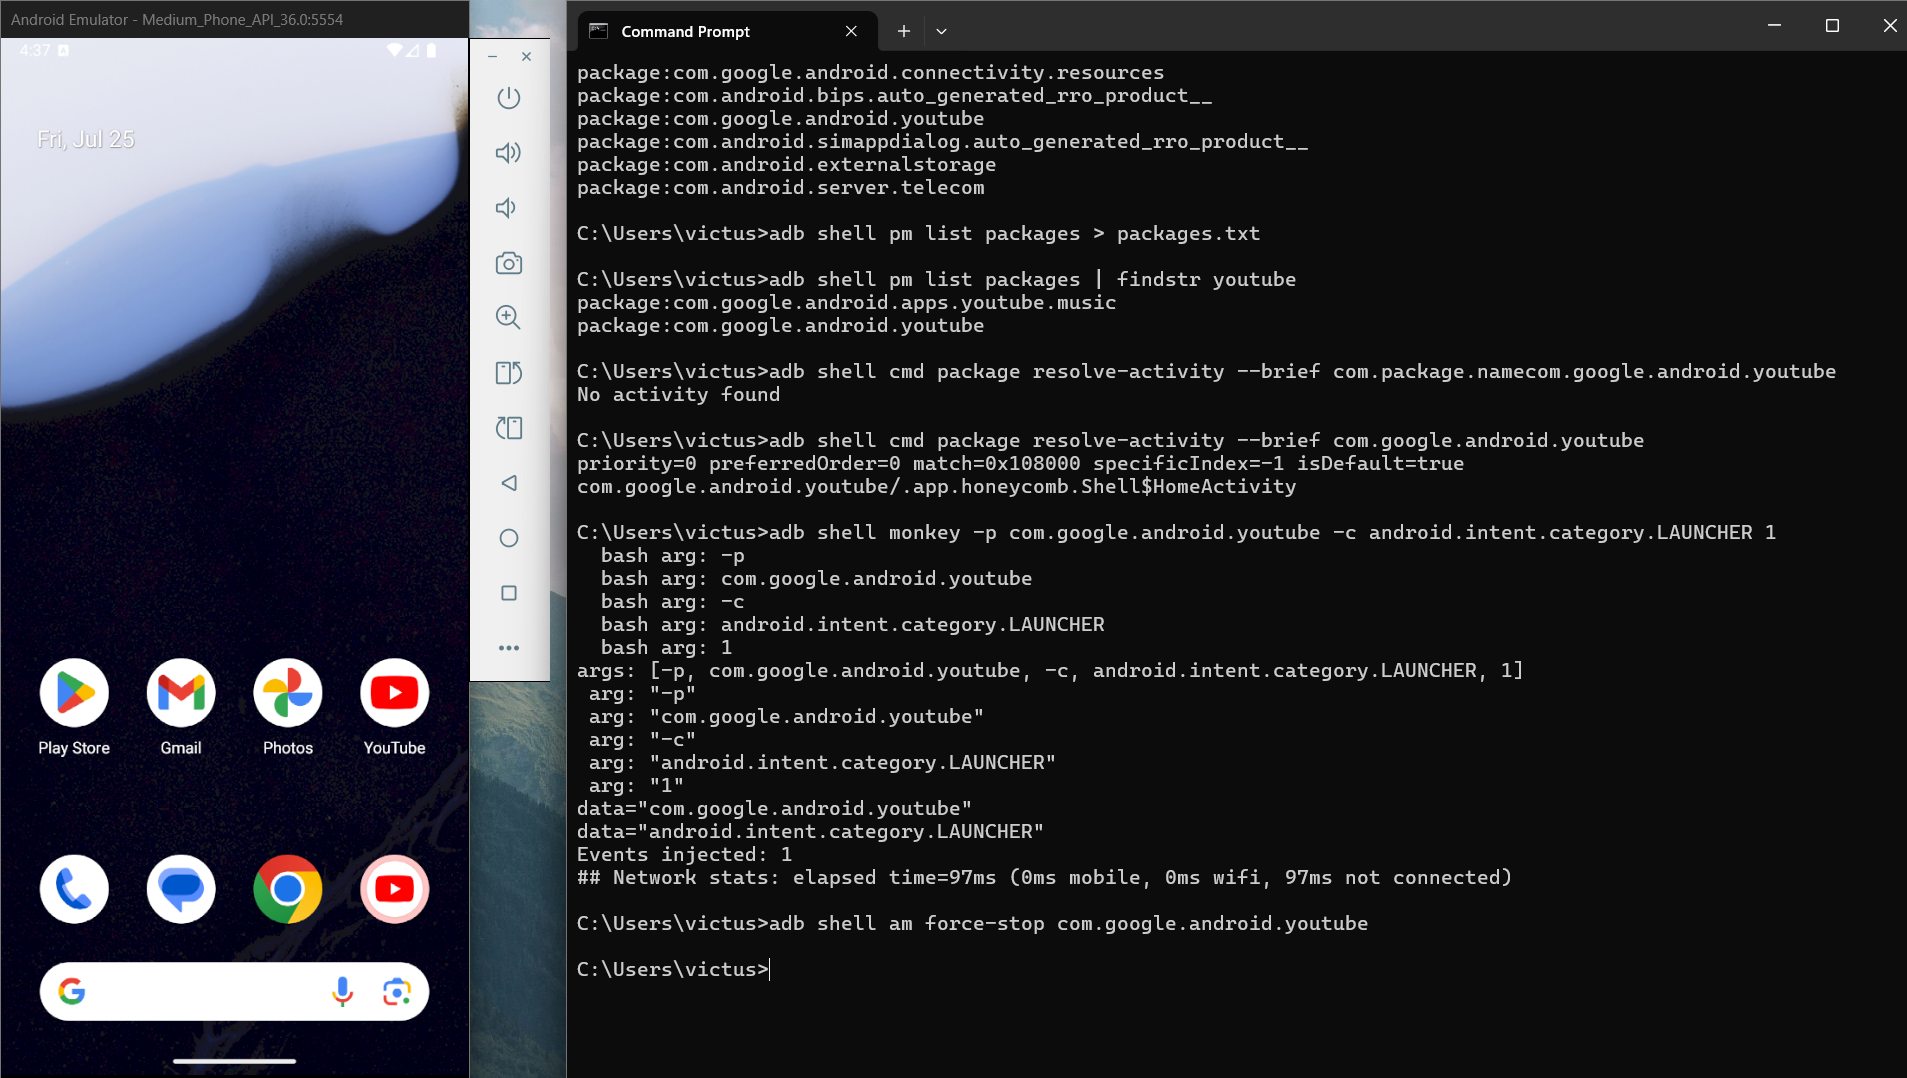 Android Emulator - Medium_Phone_API_36.0:5554
4:37
Fri, Jul 25
Play Store
Gmail
Photos
YouTube
Command Prompt
package:com.google.android.connectivity.resources
package:com.android.bips.auto_generated_rro_product__
package:com.google.android.youtube
package:com.android.simappdialog.auto_generated_rro_product__
package:com.android.externalstorage
package:com.android.server.telecom
C:\Users\victus>adb shell pm list packages > packages.txt
C:\Users\victus>adb shell pm list packages | findstr youtube
package:com.google.android.apps.youtube.music
package:com.google.android.youtube
C:\Users\victus>adb shell cmd package resolve-activity --brief com.package.namecom.google.android.youtube
No activity found
C:\Users\victus>adb shell cmd package resolve-activity --brief com.google.android.youtube
priority=0 preferredOrder=0 match=0x108000 specificIndex=-1 isDefault=true
com.google.android.youtube/.app.honeycomb.Shell$HomeActivity
C:\Users\victus>adb shell monkey -p com.google.android.youtube -c android.intent.category.LAUNCHER 1
  bash arg: -p
  bash arg: com.google.android.youtube
  bash arg: -c
  bash arg: android.intent.category.LAUNCHER
  bash arg: 1
args: [-p, com.google.android.youtube, -c, android.intent.category.LAUNCHER, 1]
 arg: "-p"
 arg: "com.google.android.youtube"
 arg: "-c"
 arg: "android.intent.category.LAUNCHER"
 arg: "1"
data="com.google.android.youtube"
data="android.intent.category.LAUNCHER"
Events injected: 1
## Network stats: elapsed time=97ms (0ms mobile, 0ms wifi, 97ms not connected)
C:\Users\victus>adb shell am force-stop com.google.android.youtube
C:\Users\victus>